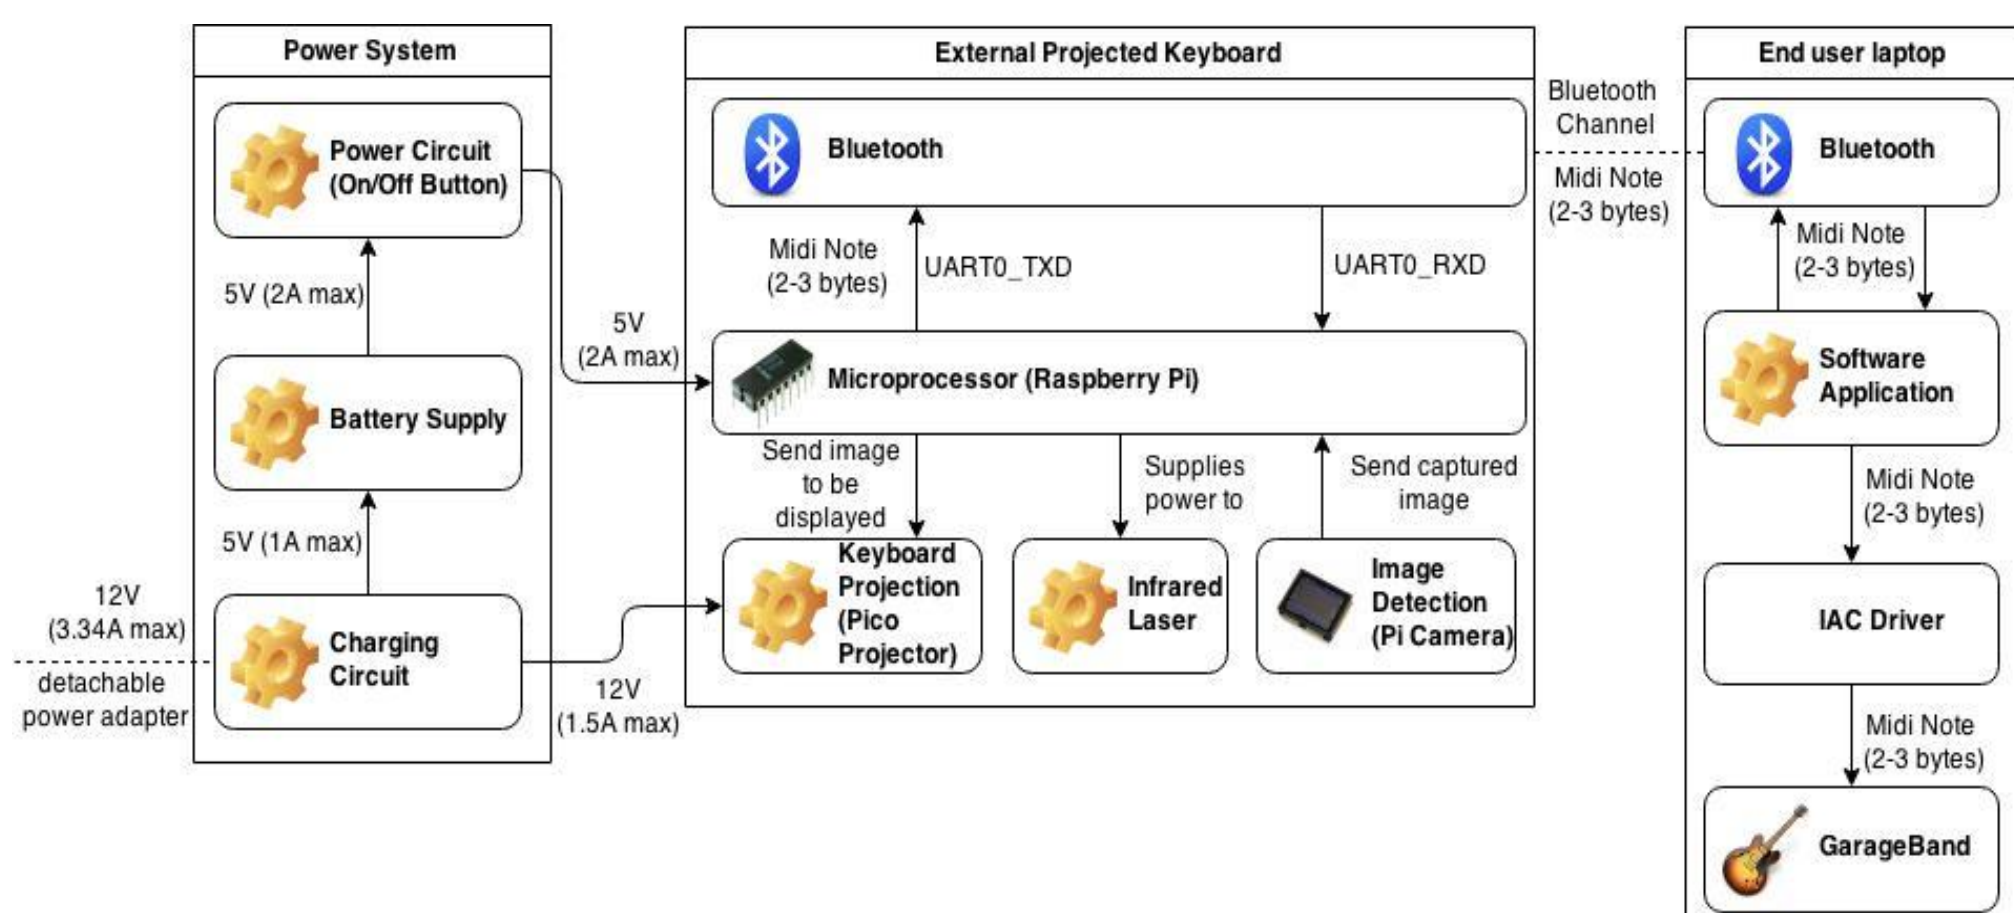 Power System
Power Circuit
(On/Off Button)
5V (2A max)
Battery Supply
5V (1A max)
12V
(3.34A max)
detachable
power adapter
Charging
Circuit
5V
(2A max)
12V
(1.5A max)
External Projected Keyboard
Bluetooth
Midi Note
(2-3 bytes)
UART0_TXD
UART0_RXD
Microprocessor (Raspberry Pi)
Send image
to be
displayed
Supplies
power to
Send captured
image
Keyboard
Projection
(Pico
Projector)
Infrared
Laser
Image
Detection
(Pi Camera)
Bluetooth
Channel
Midi Note
(2-3 bytes)
End user laptop
Bluetooth
Midi Note
(2-3 bytes)
Software
Application
Midi Note
(2-3 bytes)
IAC Driver
Midi Note
(2-3 bytes)
GarageBand